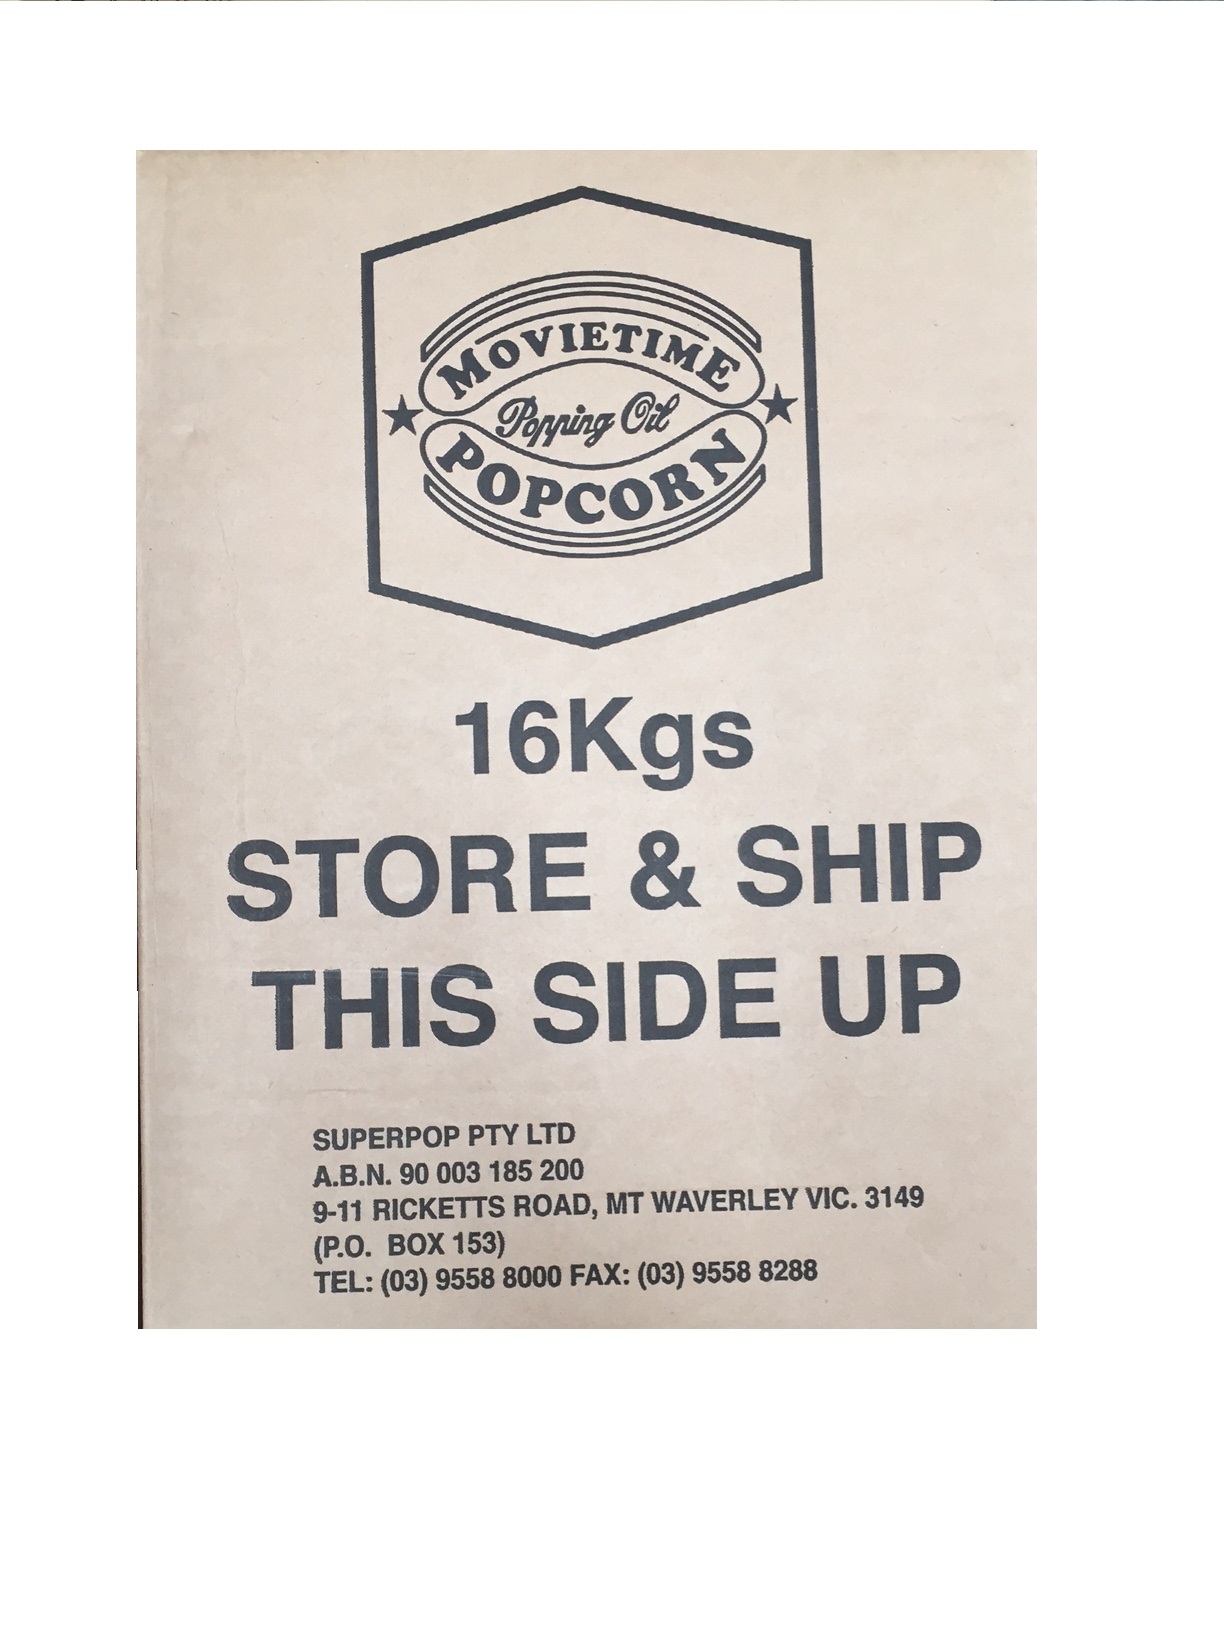 MOVIETIME
Popping Oil
POPCORN
16Kgs
STORE & SHIP
THIS SIDE UP
SUPERPOP PTY LTD
A.B.N. 90 003 185 200
9-11 RICKETTS ROAD, MT WAVERLEY VIC. 3149
(P.O. BOX 153)
TEL: (03) 9558 8000 FAX: (03) 9558 8288